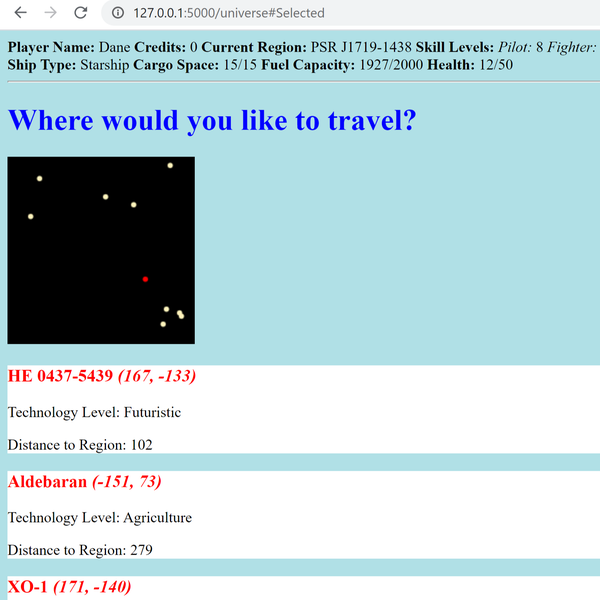 127.0.0.1:5000/universe#Selected
Player Name: Dane Credits: 0 Current Region: PSR J1719-1438 Skill Levels: Pilot: 8 Fighter:
Ship Type: Starship Cargo Space: 15/15 Fuel Capacity: 1927/2000 Health: 12/50
Where would you like to travel?
HE 0437-5439 (167, -133)
Technology Level: Futuristic
Distance to Region: 102
Aldebaran (-151, 73)
Technology Level: Agriculture
Distance to Region: 279
XO-1 (171, -140)